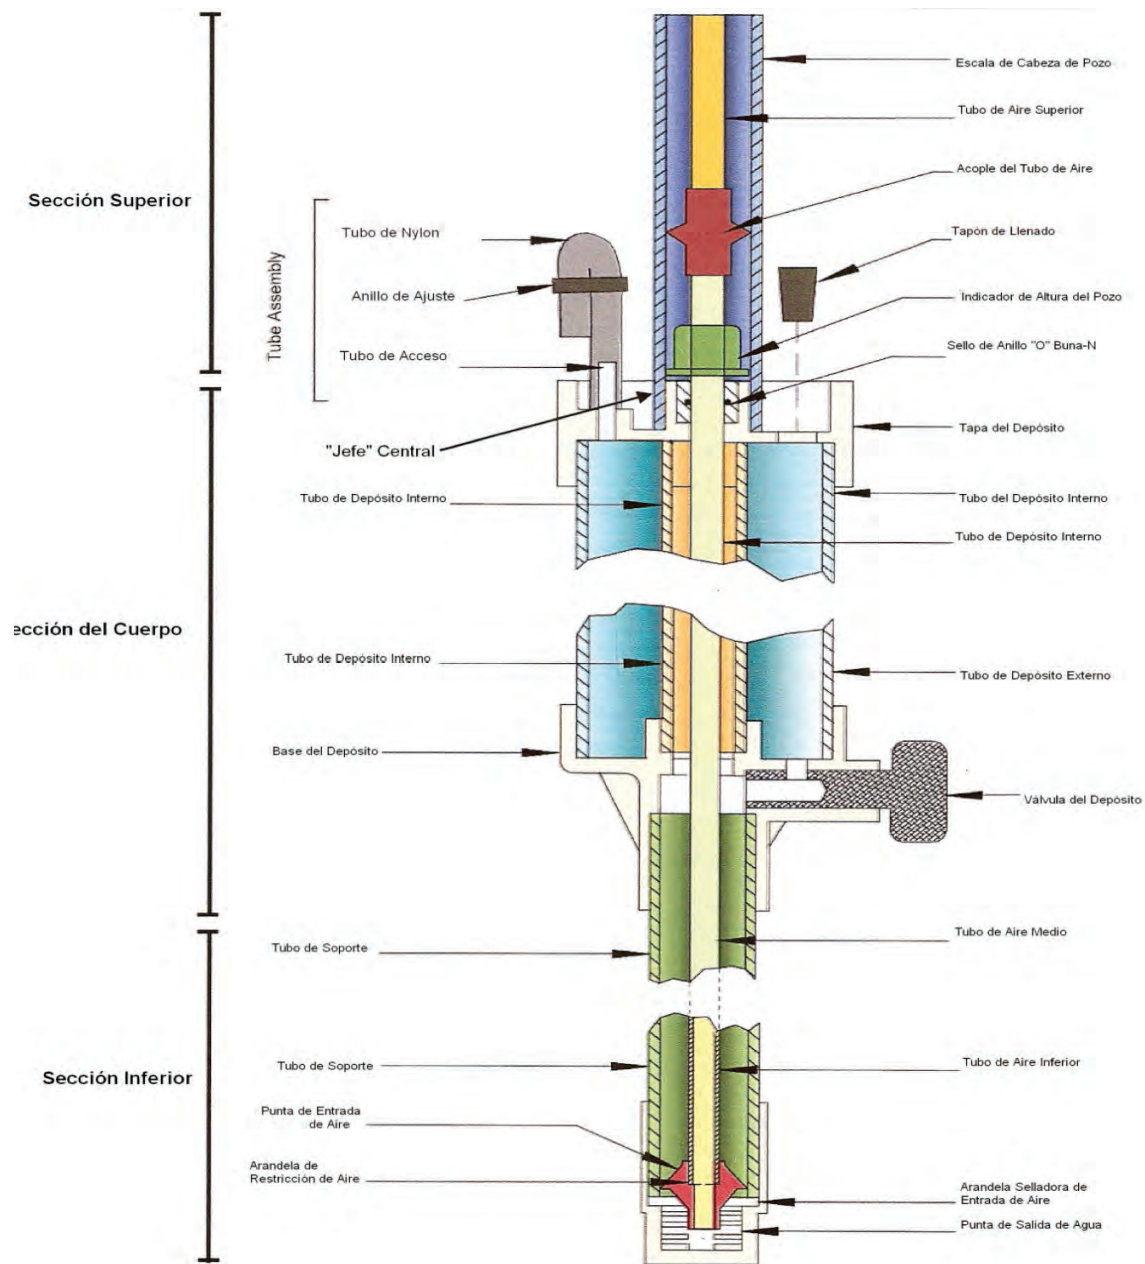 Escala de Cabeza de Pozo
Tubo de Aire Superior
Acople del Tubo de Aire
Sección Superior
Tube Assembly
Tubo de Nylon
Tapón de Llenado
Anillo de Ajuste
Indicador de Altura del Pozo
Tubo de Acceso
Sello de Anillo "O" Buna-N
"Jefe" Central
Tapa del Depósito
Tubo de Depósito Interno
Tubo del Depósito Interno
Tubo de Depósito Interno
ección del Cuerpo
Tubo de Depósito Interno
Tubo de Depósito Externo
Base del Depósito
Válvula del Depósito
Tubo de Soporte
Tubo de Aire Medio
Sección Inferior
Tubo de Soporte
Tubo de Aire Inferior
Punta de Entrada
de Aire
Arandela de
Restricción de Aire
Arandela Selladora de
Entrada de Aire
Punta de Salida de Agua